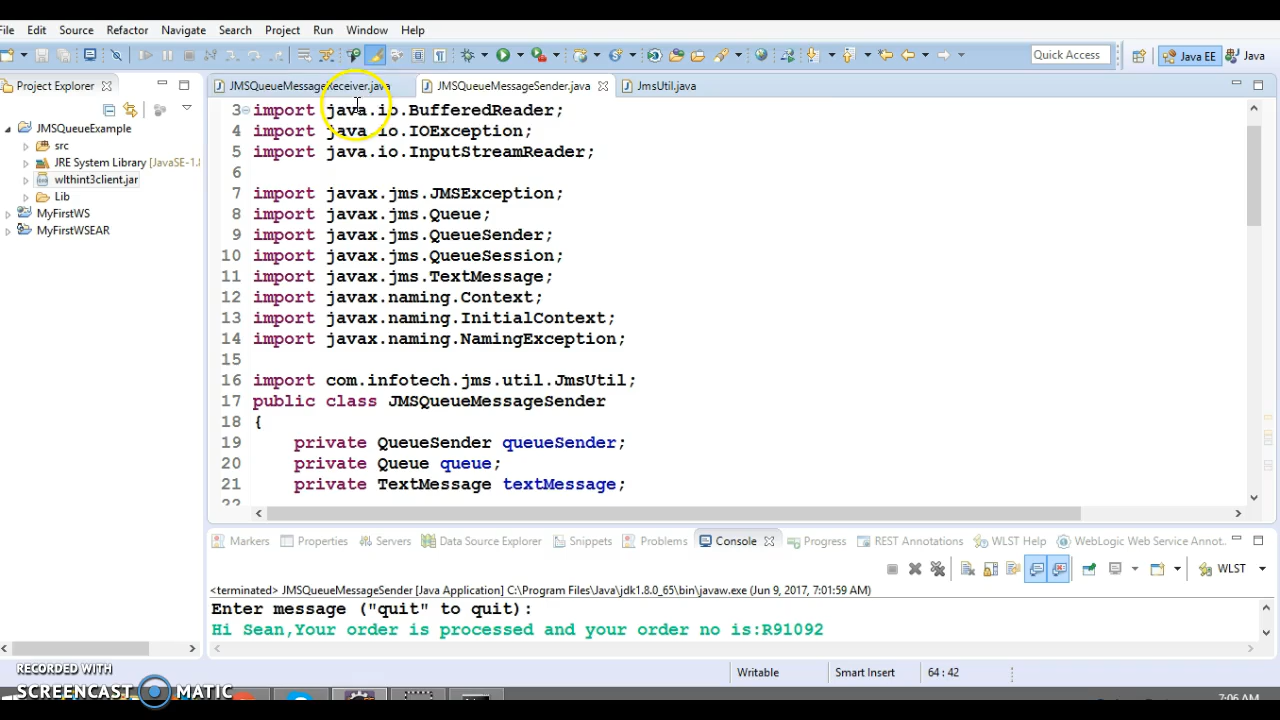 File Edit Source Refactor Navigate Search Project Run Window Help
Quick Access Java EE Java
Project Explorer
JMSQueueExample
src
JRE System Library [JavaSE-1.
wlthint3client.jar
Lib
MyFirstWS
MyFirstWSEAR
JMSQueueMessageReceiver.java JMSQueueMessageSender.java JmsUtil.java
3 import java.io.BufferedReader;
4 import java.io.IOException;
5 import java.io.InputStreamReader;
6
7 import javax.jms.JMSException;
8 import javax.jms.Queue;
9 import javax.jms.QueueSender;
10 import javax.jms.QueueSession;
11 import javax.jms.TextMessage;
12 import javax.naming.Context;
13 import javax.naming.InitialContext;
14 import javax.naming.NamingException;
15
16 import com.infotech.jms.util.JmsUtil;
17 public class JMSQueueMessageSender
18 {
19 private QueueSender queueSender;
20 private Queue queue;
21 private TextMessage textMessage;
22
Markers Properties Servers Data Source Explorer Snippets Problems Console Progress REST Annotations WLST Help WebLogic Web Service Annot...
WLST
<terminated> JMSQueueMessageSender [Java Application] C:\Program Files\Java\jdk1.8.0_65\bin\javaw.exe (Jun 9, 2017, 7:01:59 AM)
Enter message ("quit" to quit):
Hi Sean,Your order is processed and your order no is:R91092
Writable Smart Insert 64 : 42
RECORDED WITH
SCREENCAST MATIC
7:06 AM